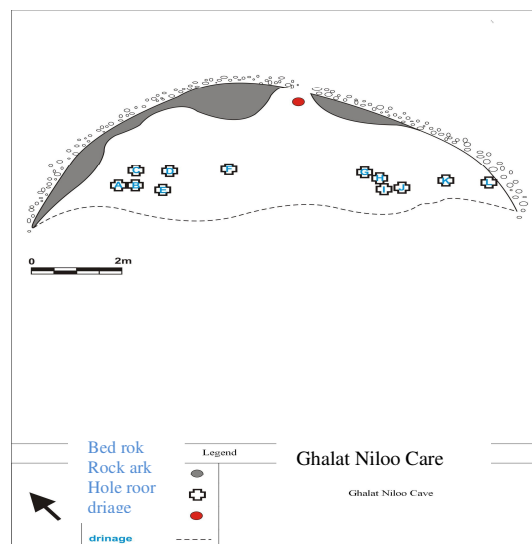 C D F G
A B E H I J K L
0 2m
Bed rok
Rock ark
Hole roor
driage
drinage
Legend
Ghalat Niloo Care
Ghalat Niloo Cave